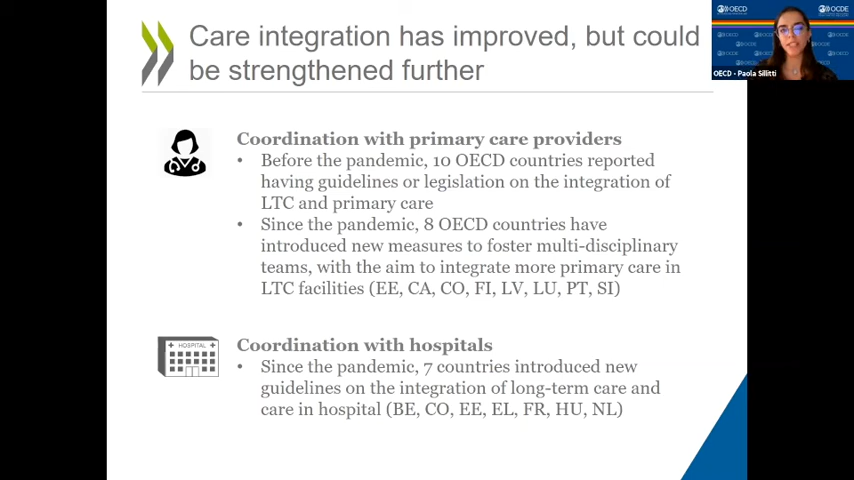 Care integration has improved, but could
be strengthened further
OECD
OCDE
OECD - Paola Sillitti
Coordination with primary care providers
• Before the pandemic, 10 OECD countries reported
having guidelines or legislation on the integration of
LTC and primary care
• Since the pandemic, 8 OECD countries have
introduced new measures to foster multi-disciplinary
teams, with the aim to integrate more primary care in
LTC facilities (EE, CA, CO, FI, LV, LU, PT, SI)
HOSPITAL
Coordination with hospitals
• Since the pandemic, 7 countries introduced new
guidelines on the integration of long-term care and
care in hospital (BE, CO, EE, EL, FR, HU, NL)